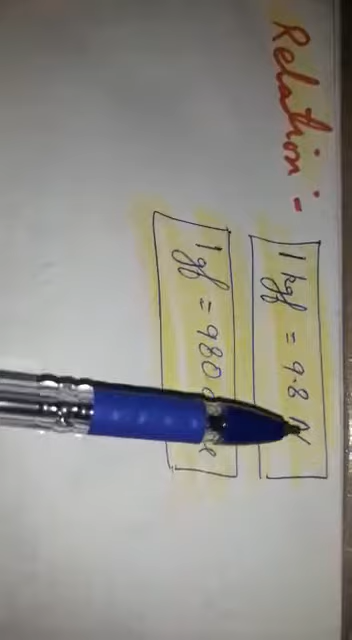 Relation :-
1 kgf = 9.8 N
1 gf = 980